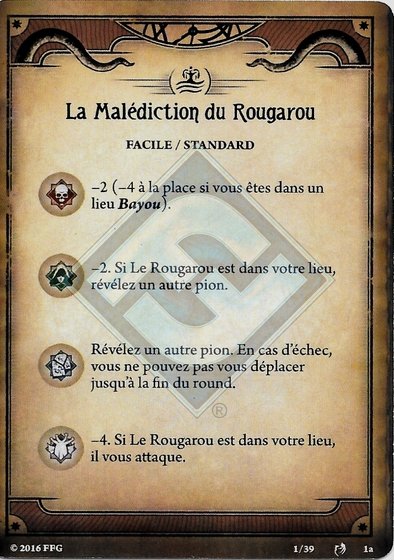 La Malédiction du Rougarou
FACILE / STANDARD
–2 (–4 à la place si vous êtes dans un
lieu Bayou).
–2. Si Le Rougarou est dans votre lieu,
révélez un autre pion.
Révélez un autre pion. En cas d'échec,
vous ne pouvez pas vous déplacer
jusqu'à la fin du round.
®
–4. Si Le Rougarou est dans votre lieu,
il vous attaque.
© 2016 FFG 1/39 1a